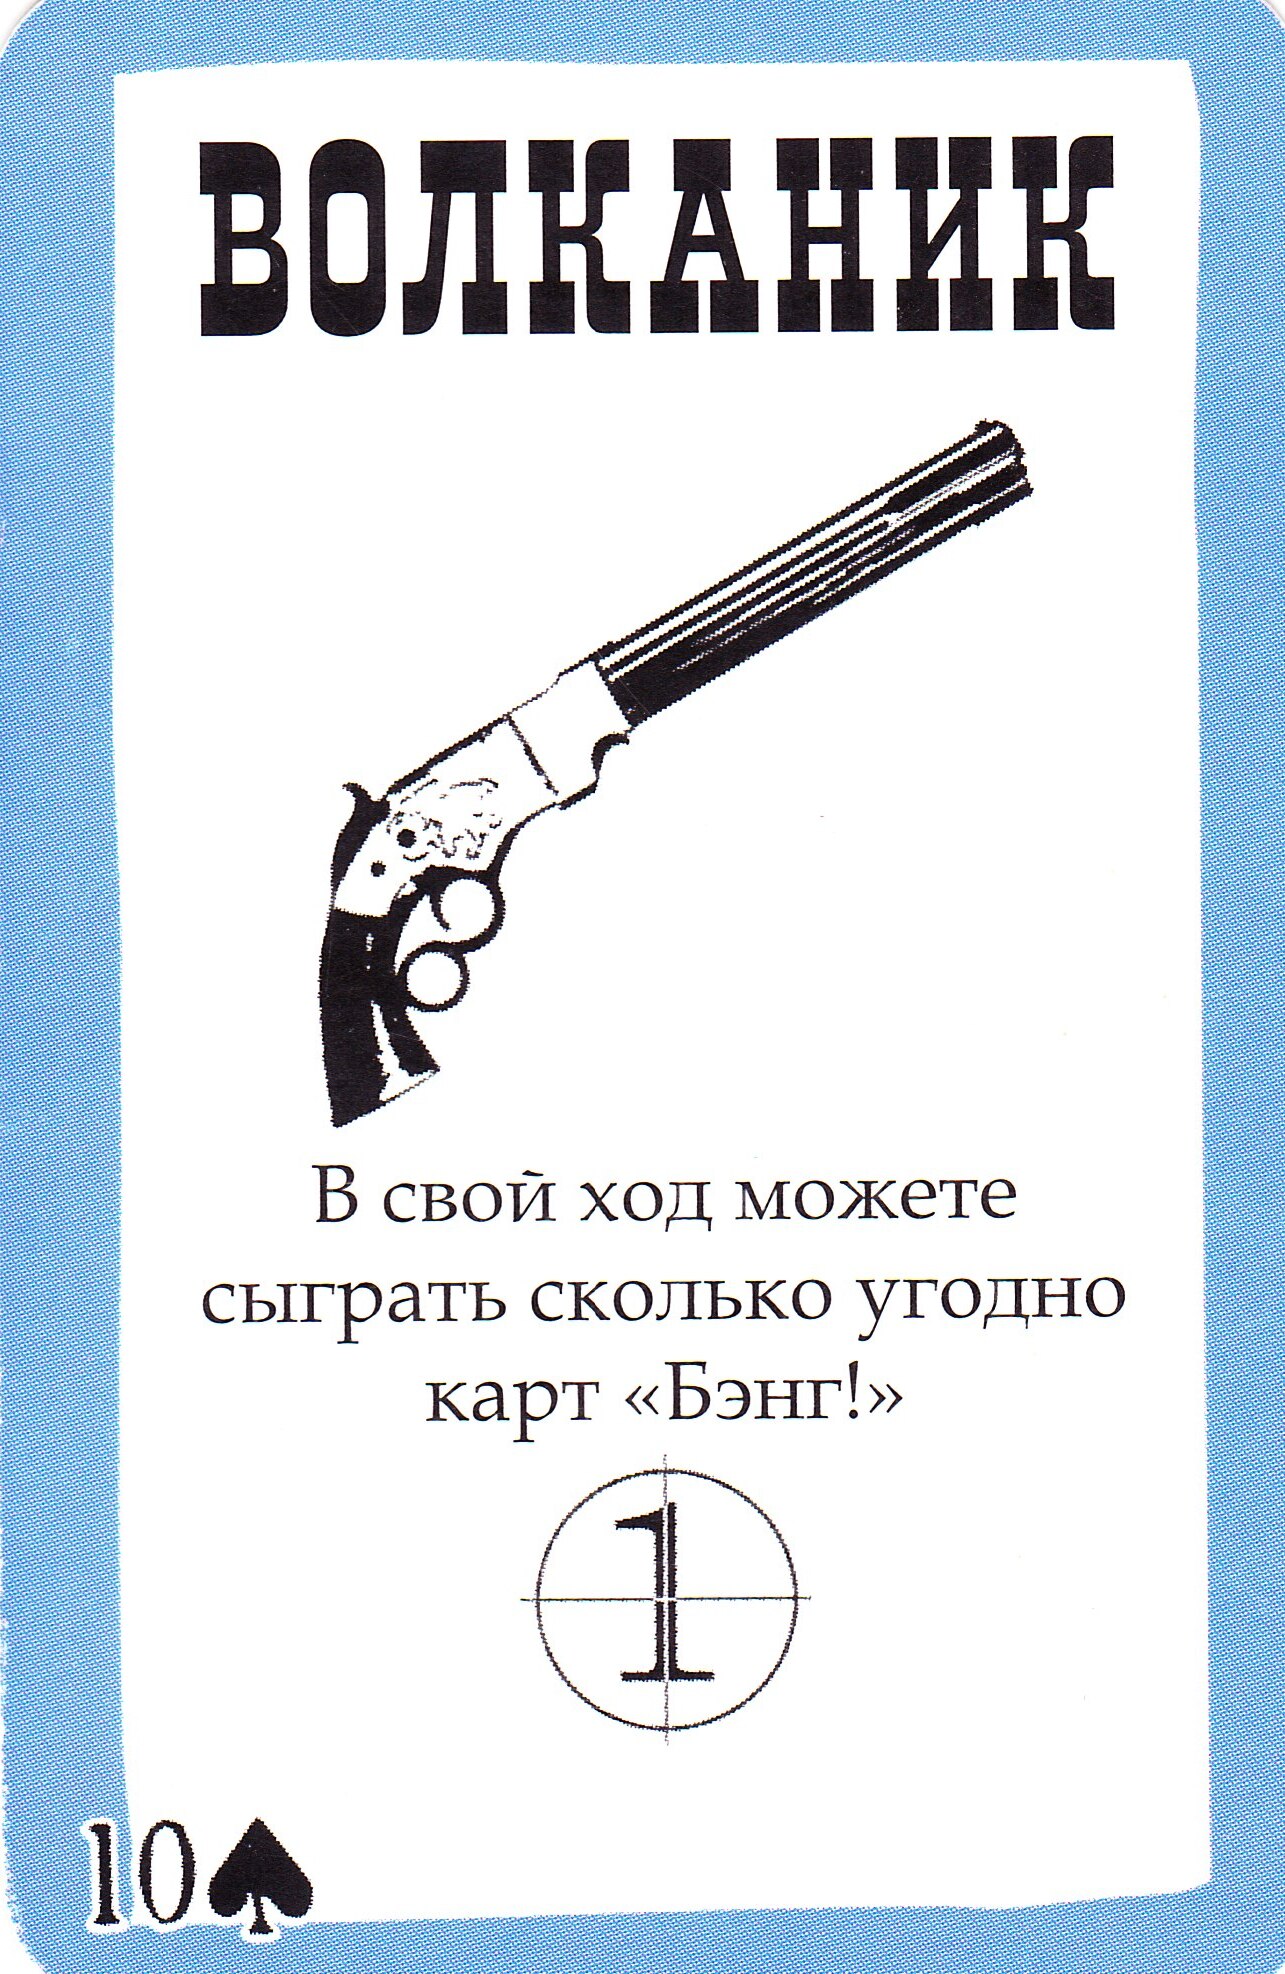 ВОЛКАНИК
В свой ход можете
сыграть сколько угодно
карт «Бэнг!»
1
10♠